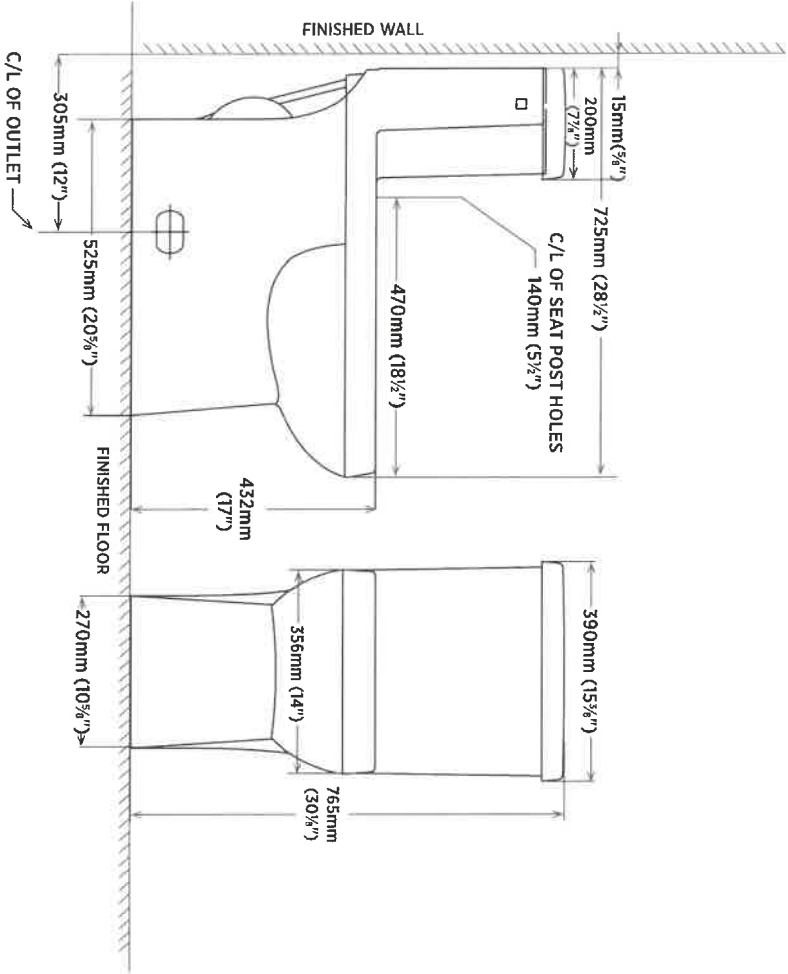 FINISHED WALL
15mm(⅝")
200mm
(7⅞")
725mm (28½")
C/L OF SEAT POST HOLES
140mm (5½")
470mm (18½")
C/L OF OUTLET
305mm (12")
525mm (20⅝")
432mm
(17")
FINISHED FLOOR
390mm (15⅜")
356mm (14")
270mm (10⅝")
765mm
(30⅛")